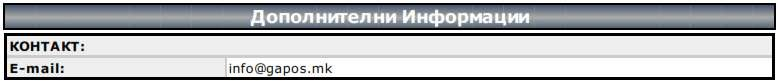 Дополнителни Информации
КОНТАКТ:
E-mail: info@gapos.mk